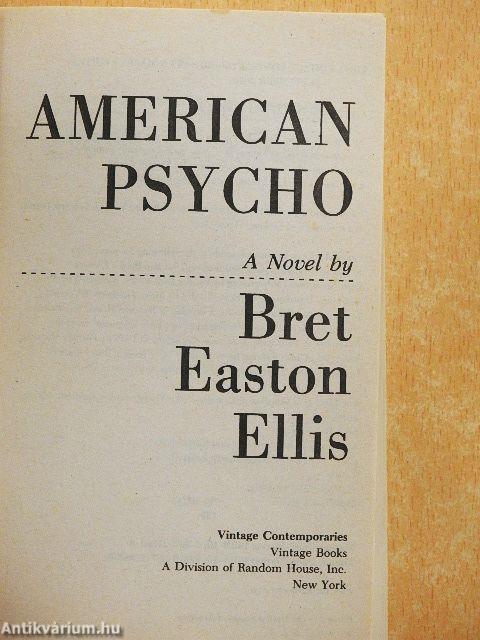 AMERICAN
PSYCHO
A Novel by
Bret
Easton
Ellis
Vintage Contemporaries
Vintage Books
A Division of Random House, Inc.
New York
Antikvárium.hu